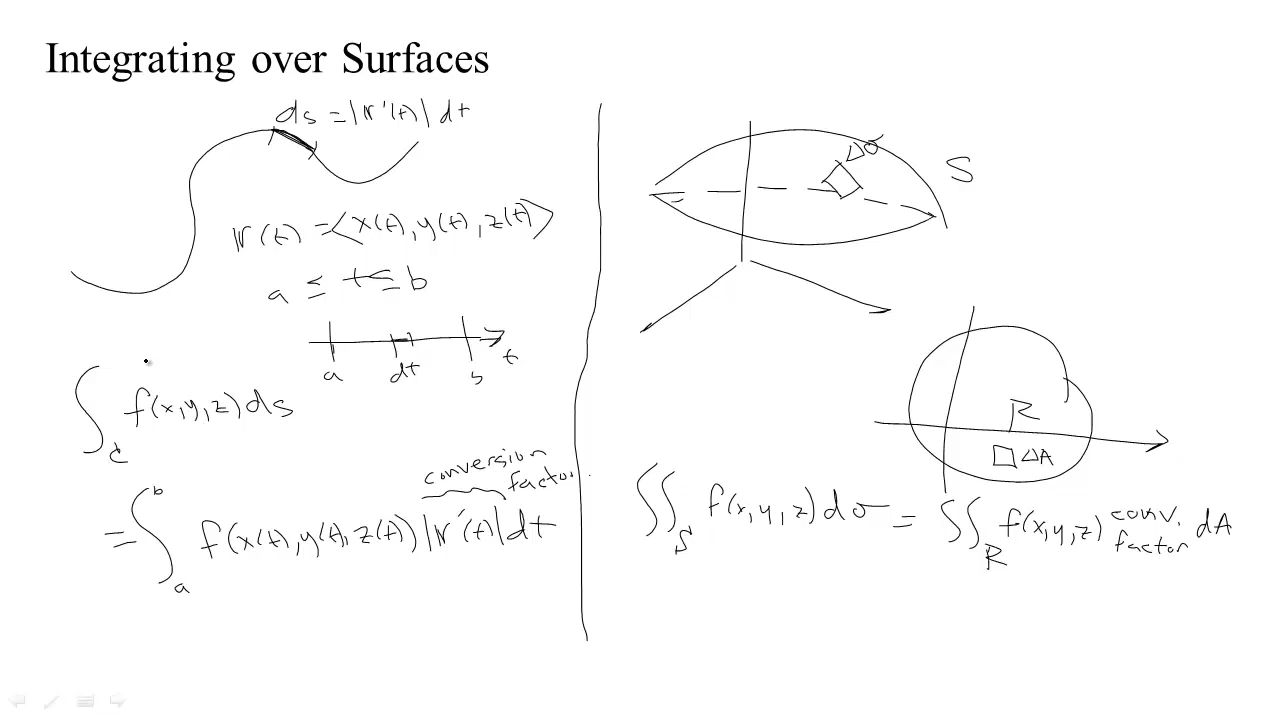 Integrating over Surfaces
ds = |r'(t)| dt
r(t) = <x(t), y(t), z(t)>
a ≤ t ≤ b
a dt b t
∫_C f(x,y,z) ds
conversion
factor
= ∫_a^b f(x(t), y(t), z(t)) |r'(t)| dt
Δσ
S
R
ΔA
∬_S f(x,y,z) dσ = ∬_R f(x,y,z) conv. factor dA